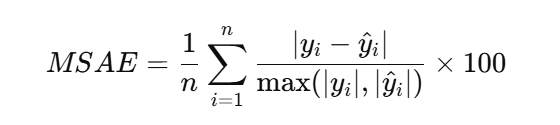 MSAE = \frac{1}{n} \sum_{i=1}^{n} \frac{|y_i - \hat{y}_i|}{\max(|y_i|, |\hat{y}_i|)} \times 100